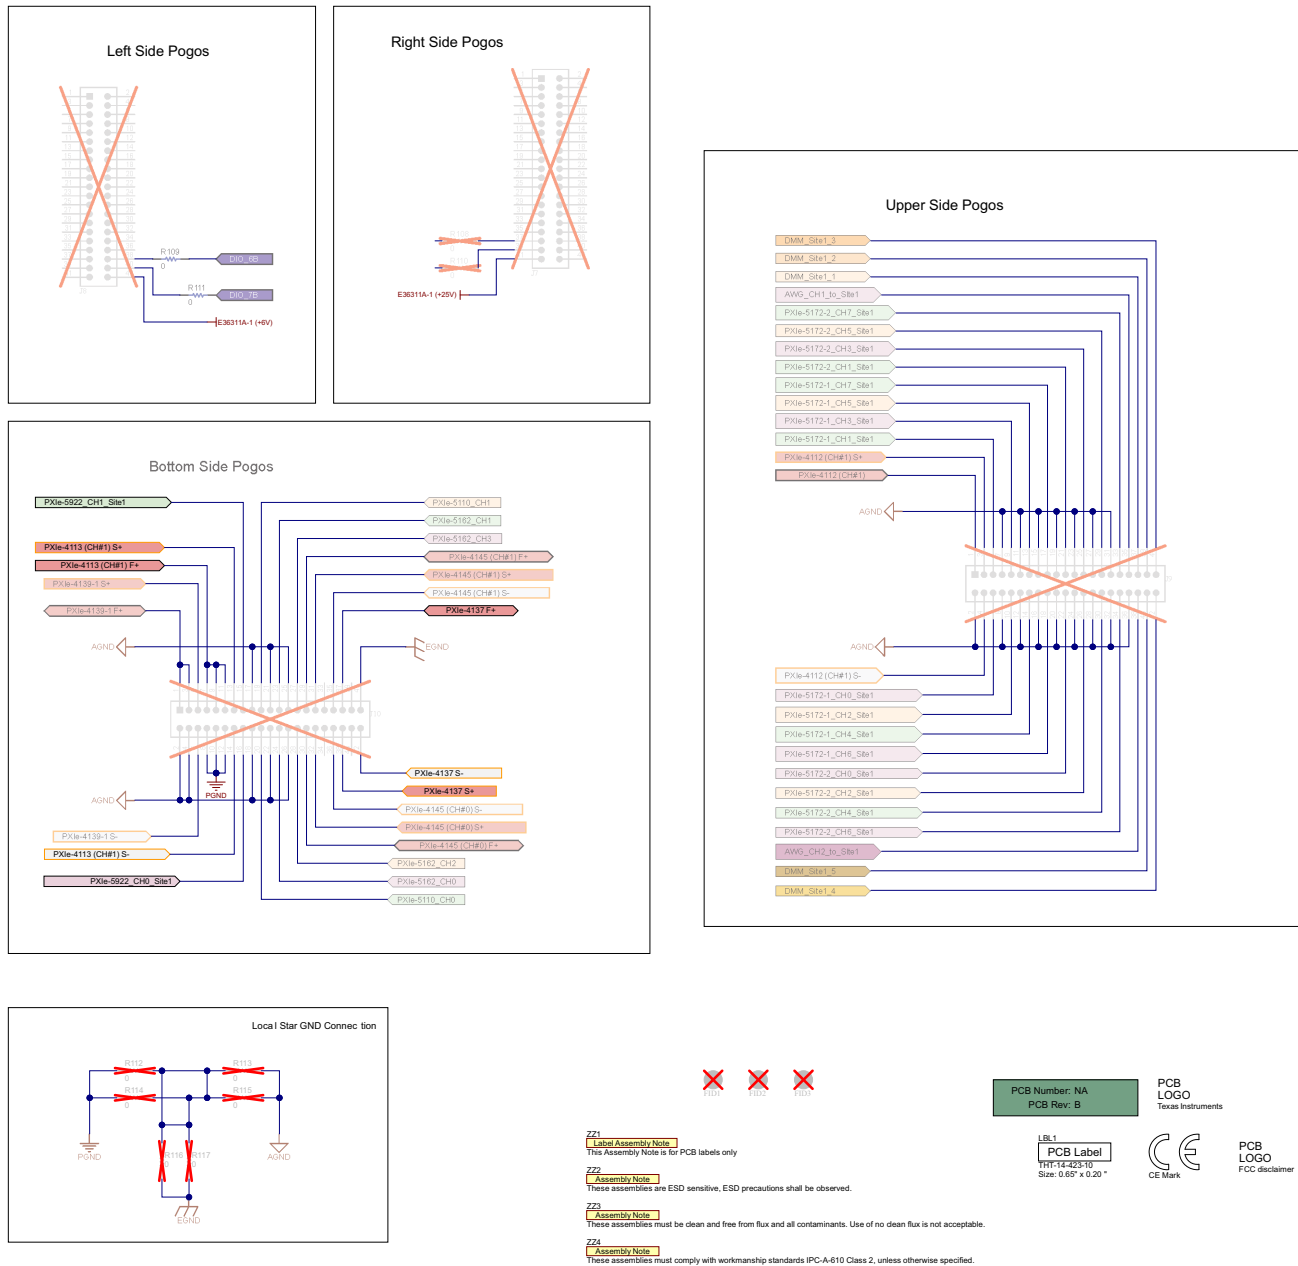 Left Side Pogos
R109
0
DIO_6B
R111
0
DIO_7B
E36311A-1 (+6V)
Right Side Pogos
E36311A-1 (+25V)
Upper Side Pogos
DMM_Site1_3
DMM_Site1_2
DMM_Site1_1
AWG_CH1_to_Site1
PXIe-5172-2_CH7_Site1
PXIe-5172-2_CH5_Site1
PXIe-5172-2_CH3_Site1
PXIe-5172-2_CH1_Site1
PXIe-5172-1_CH7_Site1
PXIe-5172-1_CH5_Site1
PXIe-5172-1_CH3_Site1
PXIe-5172-1_CH1_Site1
PXIe-4112 (CH#1) S+
PXIe-4112 (CH#1)
AGND
AGND
PXIe-4112 (CH#1) S-
PXIe-5172-1_CH0_Site1
PXIe-5172-1_CH2_Site1
PXIe-5172-1_CH4_Site1
PXIe-5172-1_CH6_Site1
PXIe-5172-2_CH0_Site1
PXIe-5172-2_CH2_Site1
PXIe-5172-2_CH4_Site1
PXIe-5172-2_CH6_Site1
AWG_CH2_to_Site1
DMM_Site1_5
DMM_Site1_4
Bottom Side Pogos
PXIe-5922_CH1_Site1
PXIe-4113 (CH#1) S+
PXIe-4113 (CH#1) F+
PXIe-4139-1 S+
PXIe-4139-1 F+
AGND
PXIe-5110_CH1
PXIe-5162_CH1
PXIe-5162_CH3
PXIe-4145 (CH#1) F+
PXIe-4145 (CH#1) S+
PXIe-4145 (CH#1) S-
PXIe-4137 F+
EGND
PGND
AGND
PXIe-4139-1 S-
PXIe-4113 (CH#1) S-
PXIe-5922_CH0_Site1
PXIe-4137 S-
PXIe-4137 S+
PXIe-4145 (CH#0) S-
PXIe-4145 (CH#0) S+
PXIe-4145 (CH#0) F+
PXIe-5162_CH2
PXIe-5162_CH0
PXIe-5110_CH0
Local Star GND Connection
R112
0
R113
0
R114
0
R115
0
R116
0
R117
0
PGND
AGND
EGND
FID1
FID2
FID3
ZZ1
Label Assembly Note
This Assembly Note is for PCB labels only
ZZ2
Assembly Note
These assemblies are ESD sensitive, ESD precautions shall be observed.
ZZ3
Assembly Note
These assemblies must be clean and free from flux and all contaminants. Use of no clean flux is not acceptable.
ZZ4
Assembly Note
These assemblies must comply with workmanship standards IPC-A-610 Class 2, unless otherwise specified.
PCB Number: NA
PCB Rev: B
PCB
LOGO
Texas Instruments
LBL1
PCB Label
THT-14-423-10
Size: 0.65" x 0.20 "
CE Mark
PCB
LOGO
FCC disclaimer